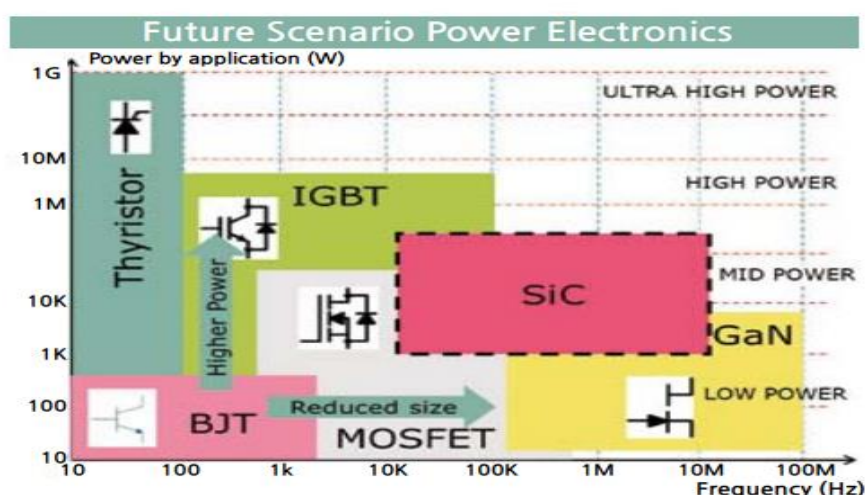 Future Scenario Power Electronics
Power by application (W)
1G
ULTRA HIGH POWER
10M
HIGH POWER
1M
IGBT
Thyristor
Higher Power
MID POWER
SiC
10K
GaN
1K
LOW POWER
100
BJT
Reduced size
MOSFET
10
10 100 1k 10K 100K 1M 10M 100M
Frequency (Hz)